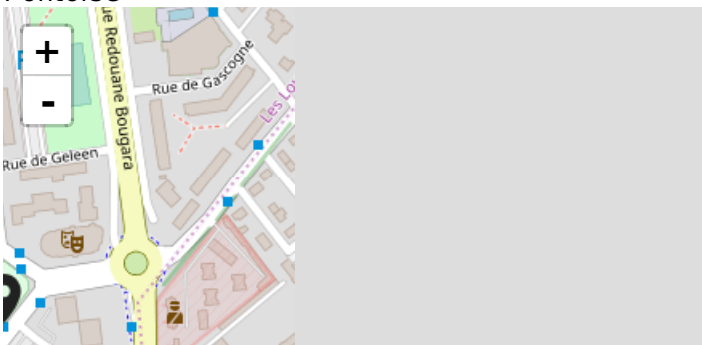 +
-
Rue de Gascogne
Rue de Geleen
ue Redouane Bougara
Les Lo